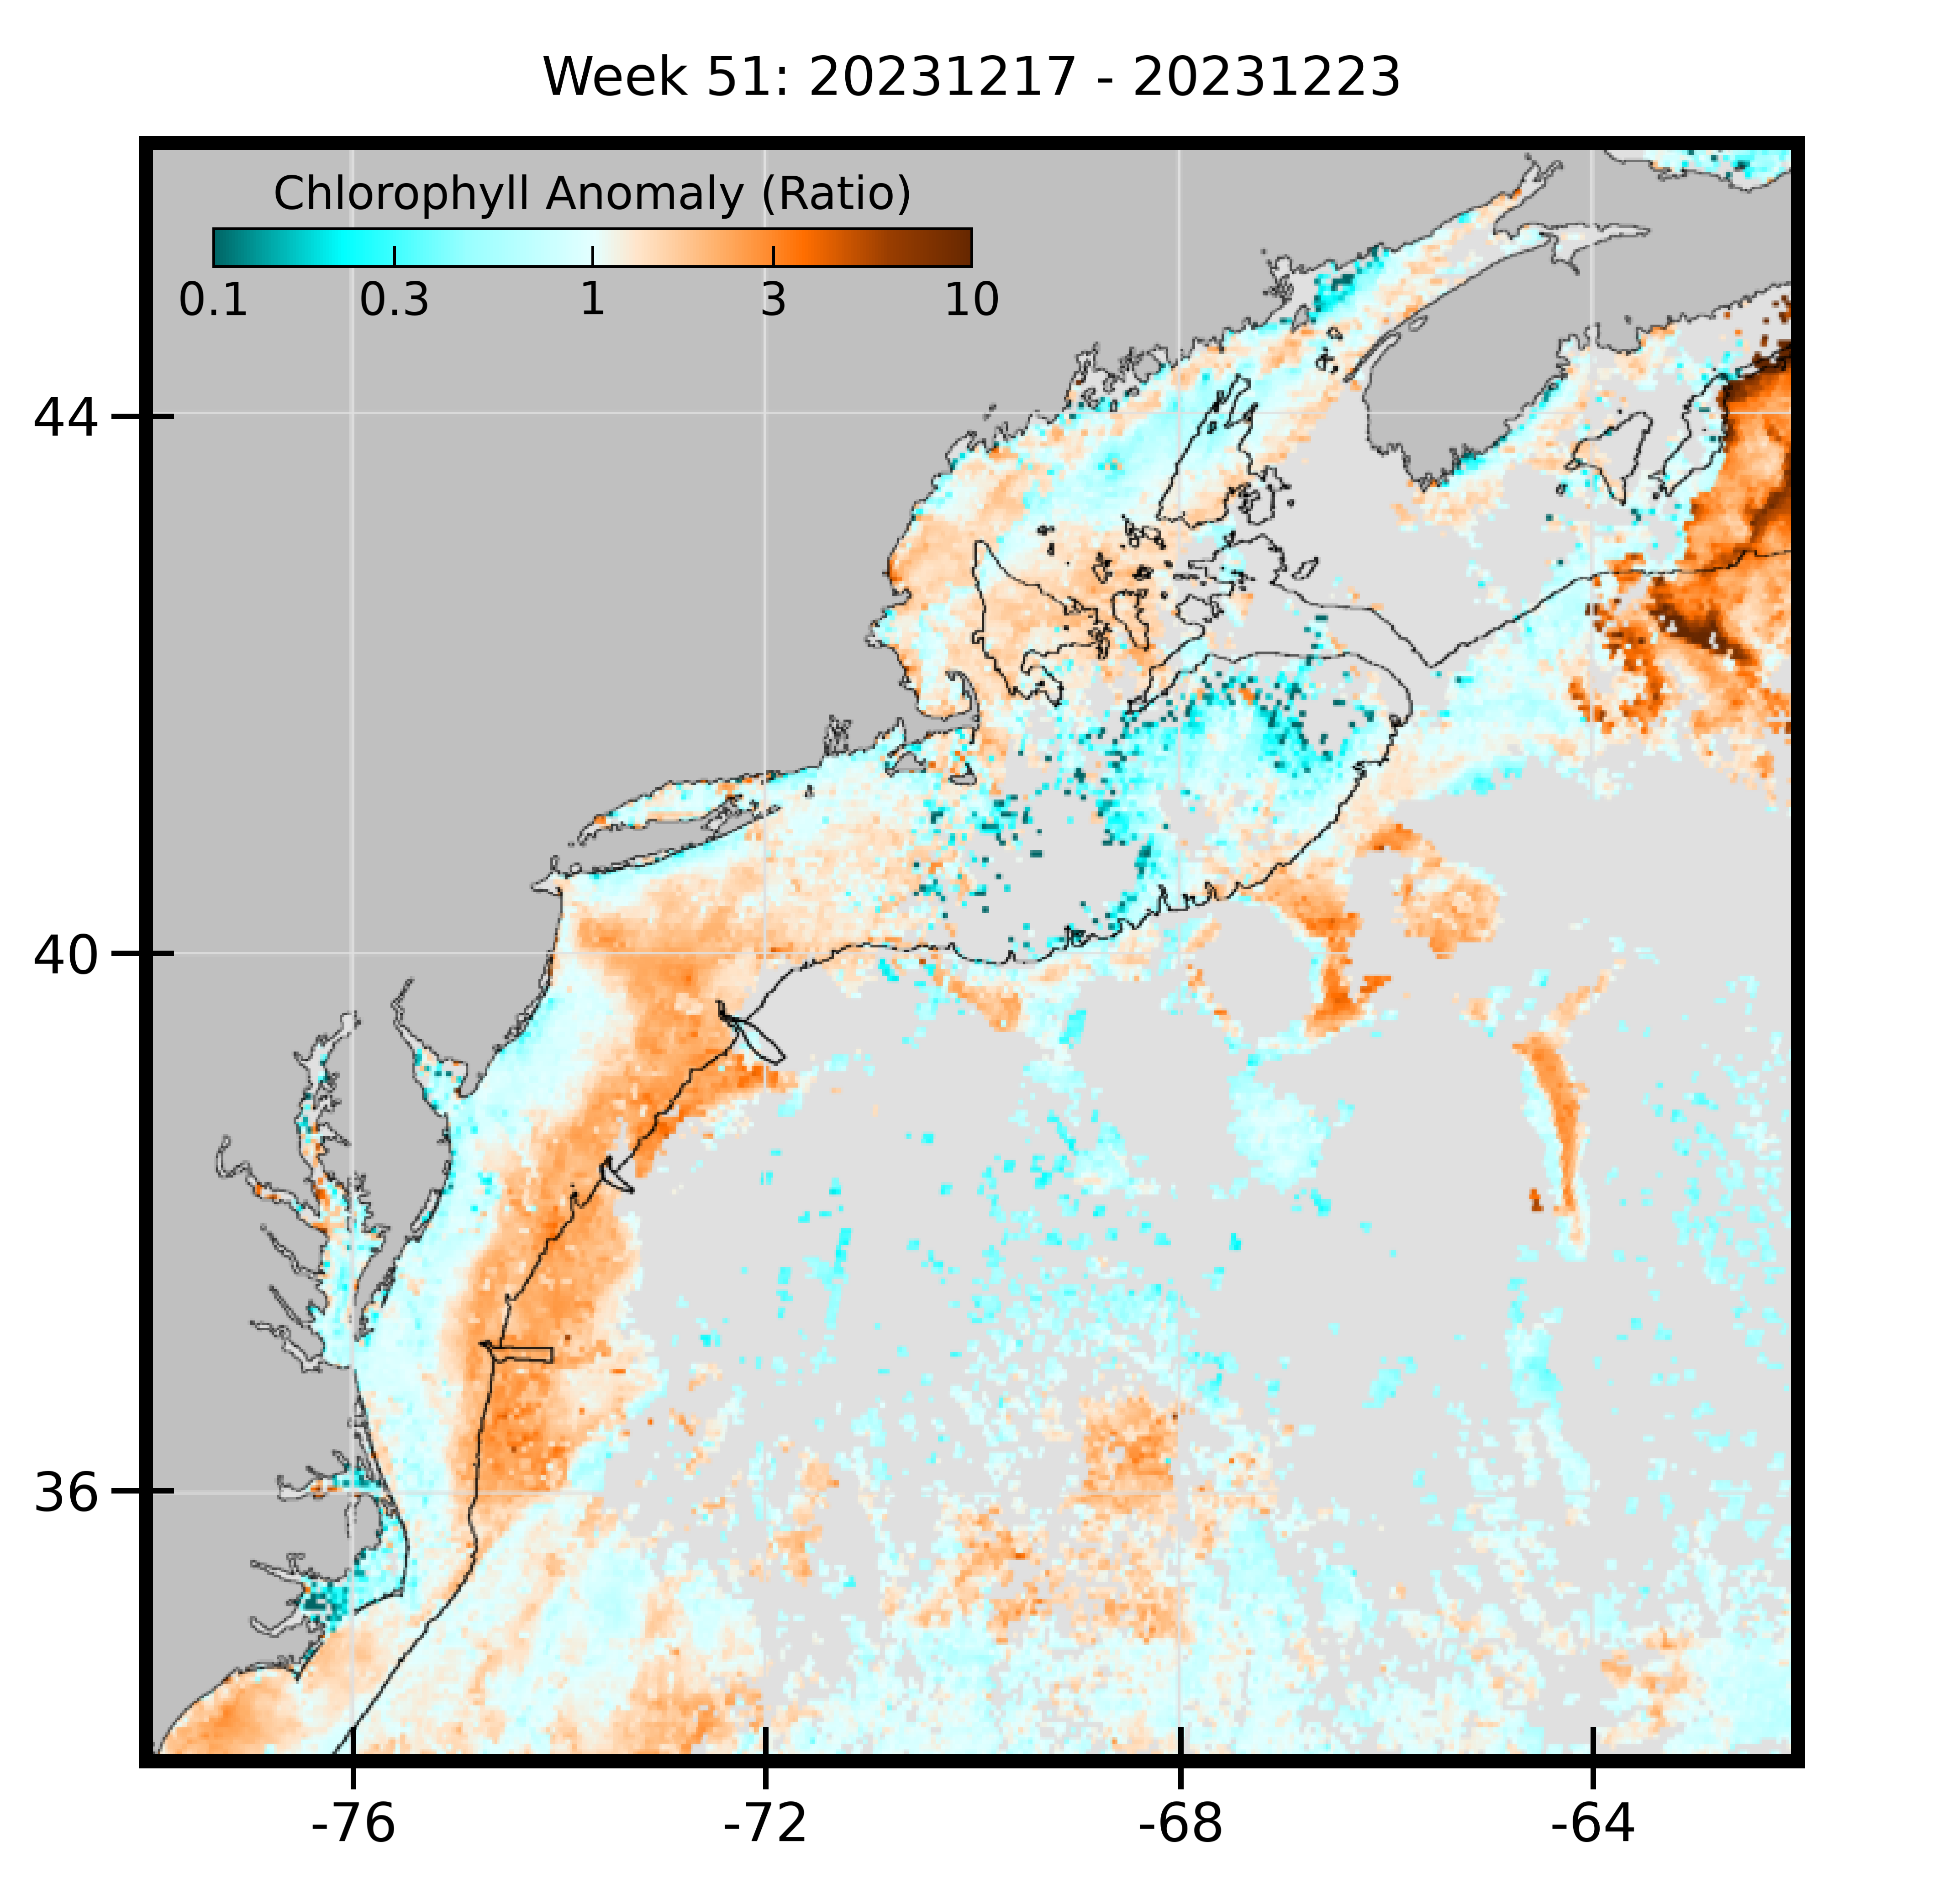 Week 51: 20231217 - 20231223
Chlorophyll Anomaly (Ratio)
0.1 0.3 1 3 10
44
40
36
-76 -72 -68 -64